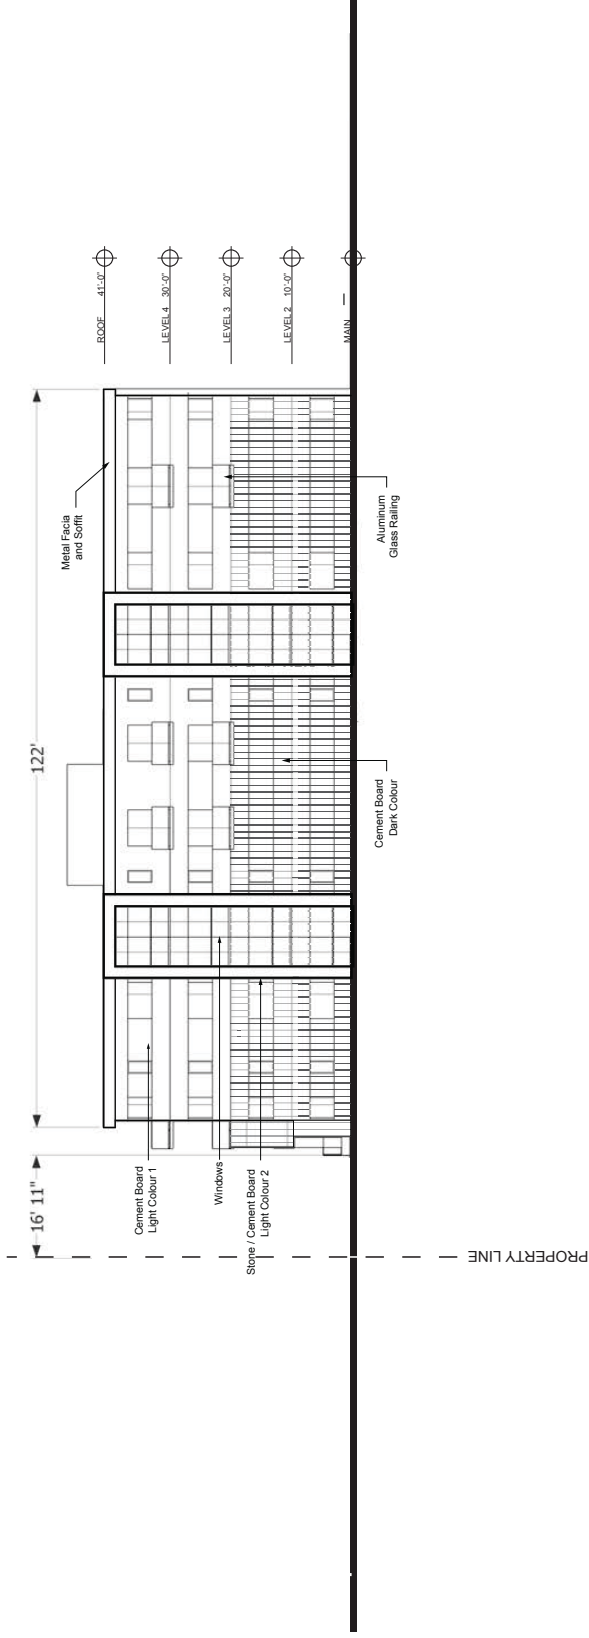 122'
16' 11"
ROOF 41'-0"
LEVEL 4 30'-0"
LEVEL 3 20'-0"
LEVEL 2 10'-0"
MAIN
Metal Facia
and Soffit
Aluminum
Glass Railing
Cement Board
Dark Colour
Cement Board
Light Colour 1
Windows
Stone / Cement Board
Light Colour 2
PROPERTY LINE